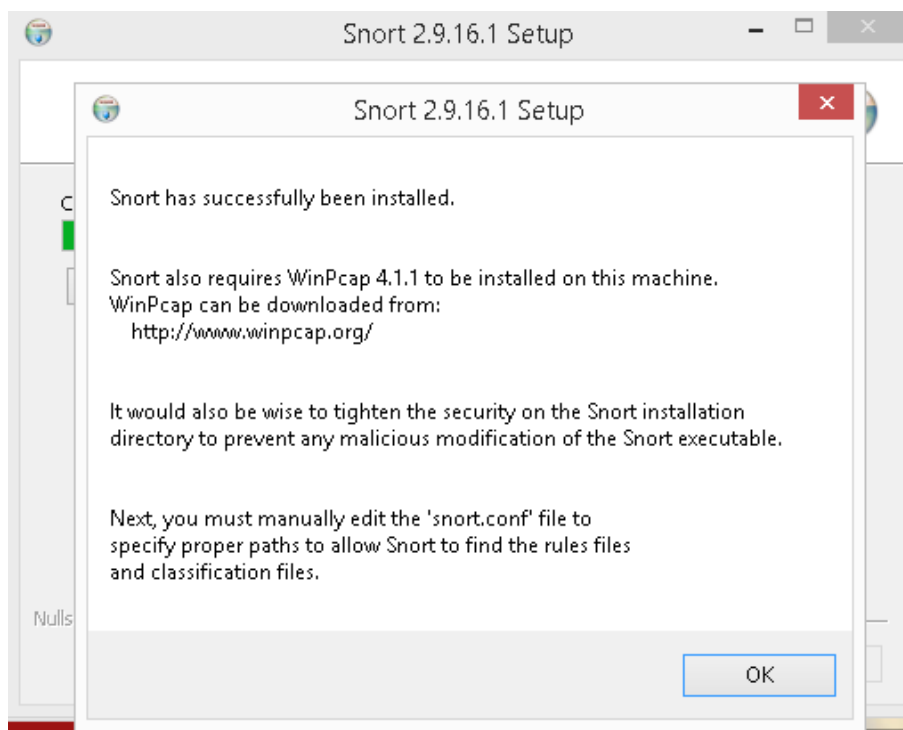 Snort 2.9.16.1 Setup
Snort 2.9.16.1 Setup
Snort has successfully been installed.
Snort also requires WinPcap 4.1.1 to be installed on this machine.
WinPcap can be downloaded from:
http://www.winpcap.org/
It would also be wise to tighten the security on the Snort installation
directory to prevent any malicious modification of the Snort executable.
Next, you must manually edit the 'snort.conf' file to
specify proper paths to allow Snort to find the rules files
and classification files.
C
Nulls
OK